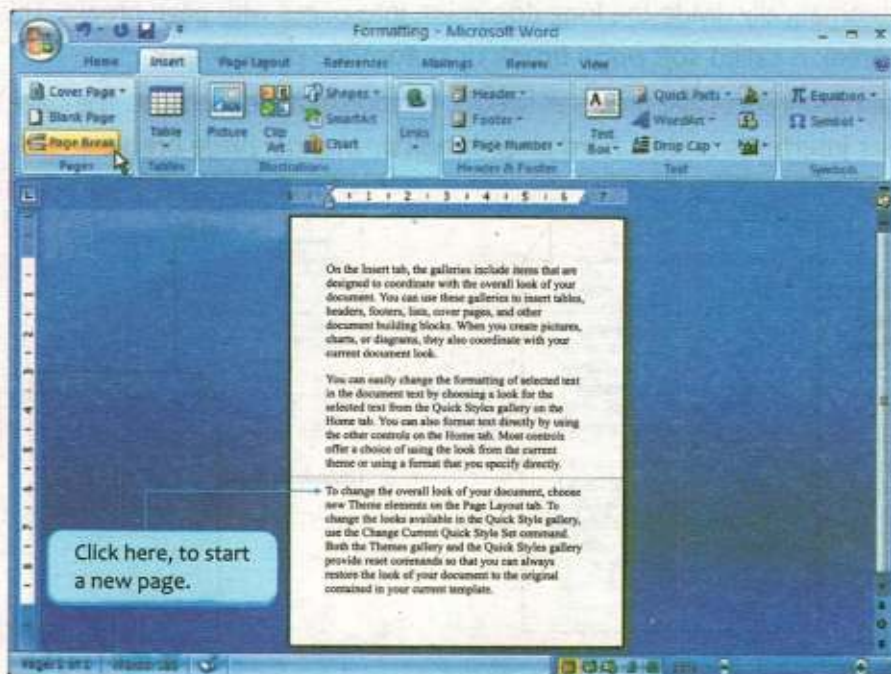 Formatting - Microsoft Word
Home Insert Page Layout References Mailings Review View
Cover Page
Blank Page
Page Break
Pages
Table
Tables
Picture
Clip
Art
Shapes
SmartArt
Chart
Illustrations
Links
Header
Footer
Page Number
Header & Footer
Text
Box
Quick Parts
WordArt
Drop Cap
Text
Equation
Symbol
Symbols
1 2 3 4 5 6 7
On the Insert tab, the galleries include items that are
designed to coordinate with the overall look of your
document. You can use these galleries to insert tables,
headers, footers, lists, cover pages, and other
document building blocks. When you create pictures,
charts, or diagrams, they also coordinate with your
current document look.
You can easily change the formatting of selected text
in the document text by choosing a look for the
selected text from the Quick Styles gallery on the
Home tab. You can also format text directly by using
the other controls on the Home tab. Most controls
offer a choice of using the look from the current
theme or using a format that you specify directly.
To change the overall look of your document, choose
new Theme elements on the Page Layout tab. To
change the looks available in the Quick Style gallery,
use the Change Current Quick Style Set command.
Both the Themes gallery and the Quick Styles gallery
provide reset commands so that you can always
restore the look of your document to the original
contained in your current template.
Click here, to start
a new page.